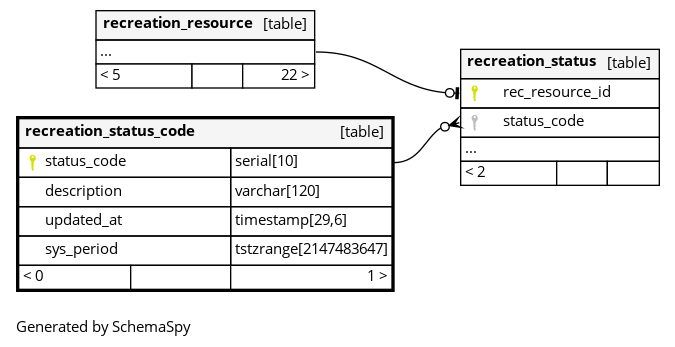 recreation_resource [table]
...
< 5 22 >
recreation_status [table]
rec_resource_id
status_code
...
< 2
recreation_status_code [table]
status_code serial[10]
description varchar[120]
updated_at timestamp[29,6]
sys_period tstzrange[2147483647]
< 0 1 >
Generated by SchemaSpy